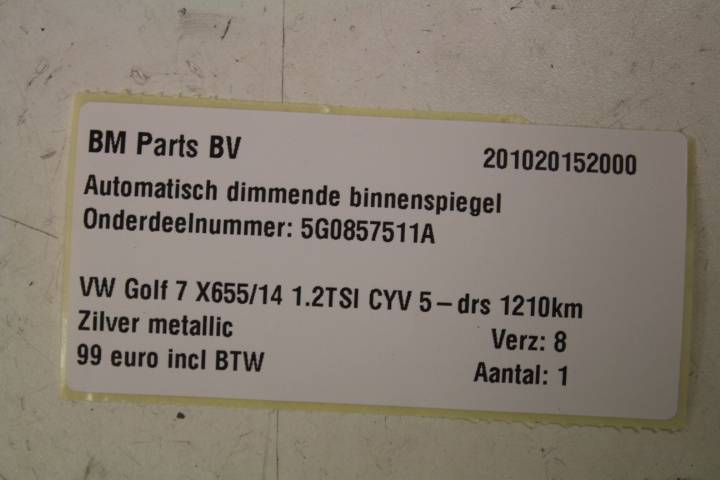 BM Parts BV 201020152000
Automatisch dimmende binnenspiegel
Onderdeelnummer: 5G0857511A
VW Golf 7 X655/14 1.2TSI CYV 5-drs 1210km
Zilver metallic Verz: 8
99 euro incl BTW Aantal: 1